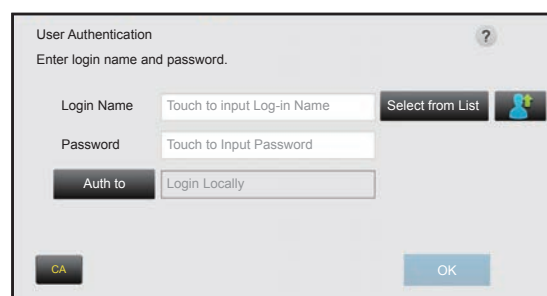 User Authentication
?
Enter login name and password.
Login Name Touch to input Log-in Name Select from List
Password Touch to Input Password
Auth to Login Locally
CA OK